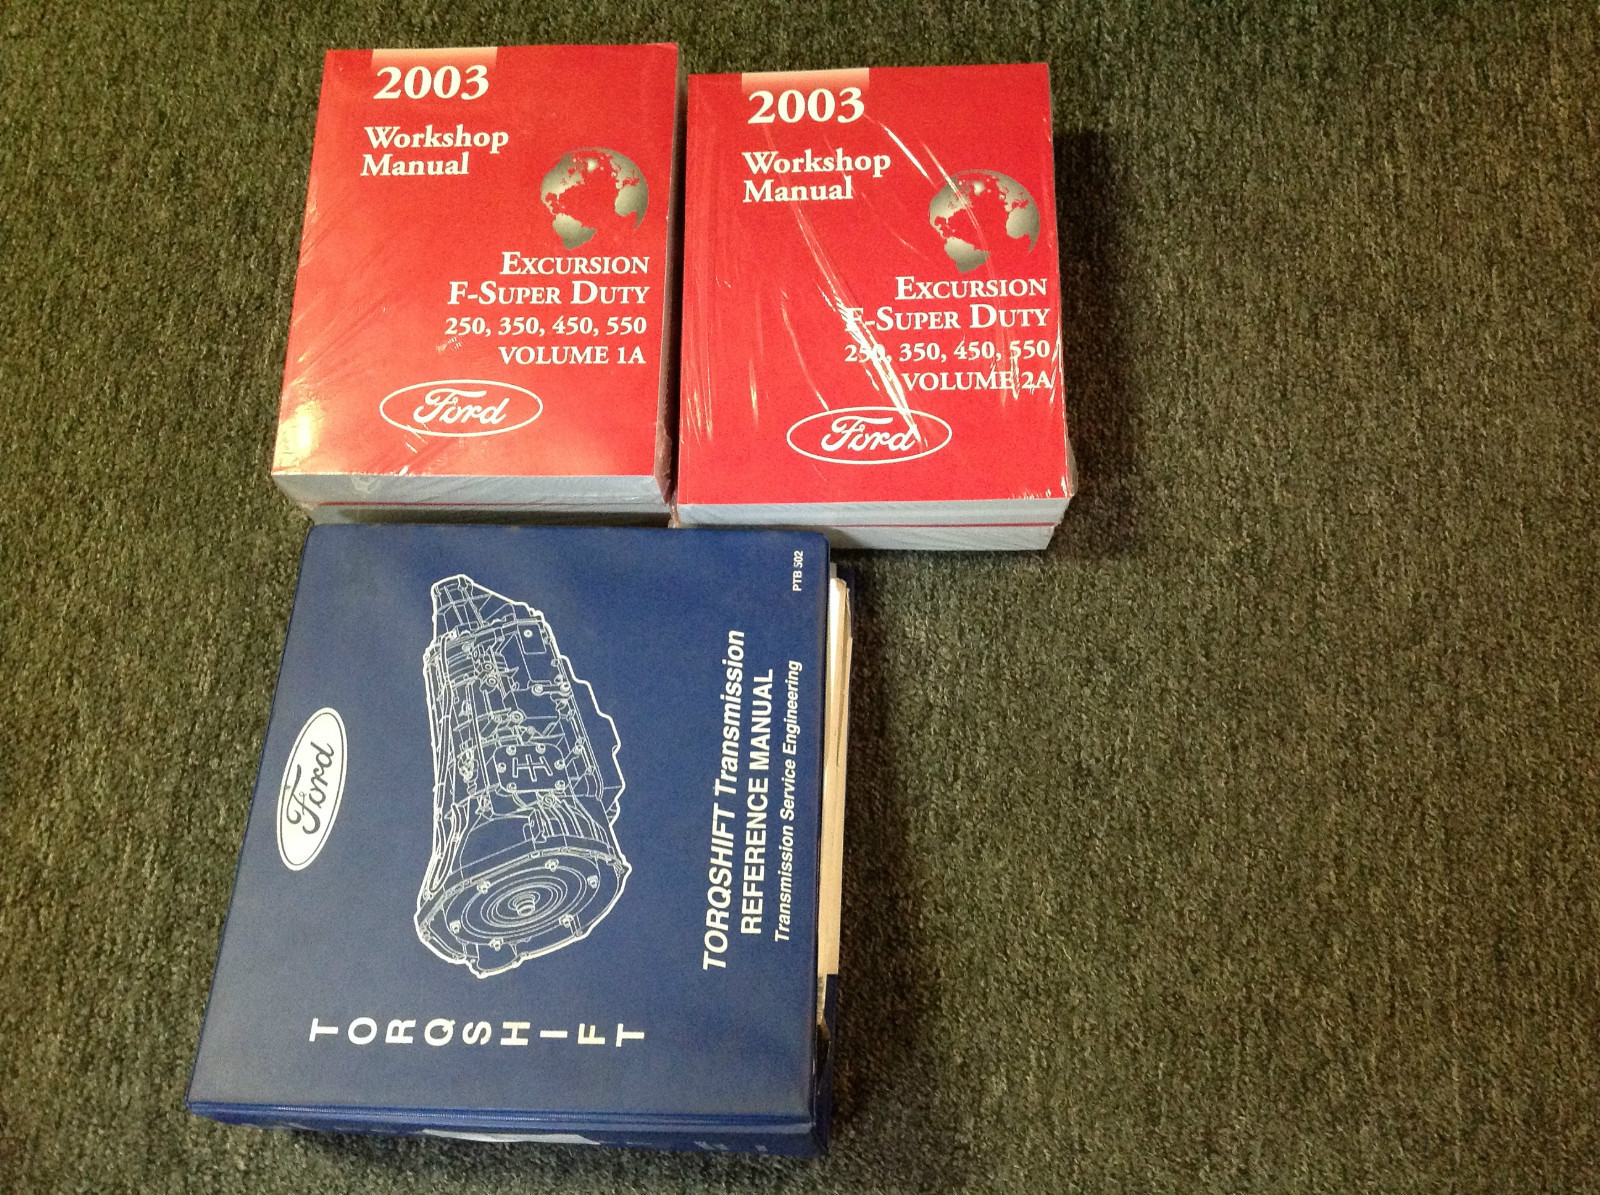 2003
Workshop
Manual
EXCURSION
F-SUPER DUTY
250, 350, 450, 550
VOLUME 1A
Ford
2003
Workshop
Manual
EXCURSION
F-SUPER DUTY
250, 350, 450, 550
VOLUME 2A
Ford
Ford
TORQSHIFT
PTB 502
TORQSHIFT Transmission
REFERENCE MANUAL
Transmission Service Engineering